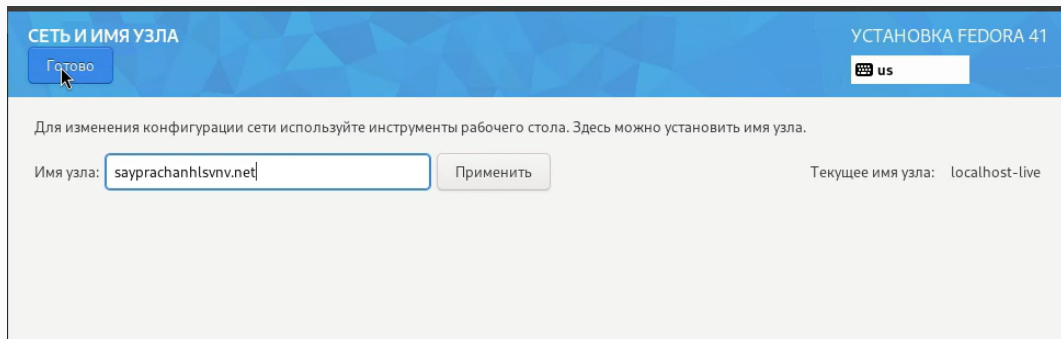 СЕТЬ И ИМЯ УЗЛА
УСТАНОВКА FEDORA 41
Готово
us
Для изменения конфигурации сети используйте инструменты рабочего стола. Здесь можно установить имя узла.
Имя узла: sayprachanhlsvnv.net Применить Текущее имя узла: localhost-live